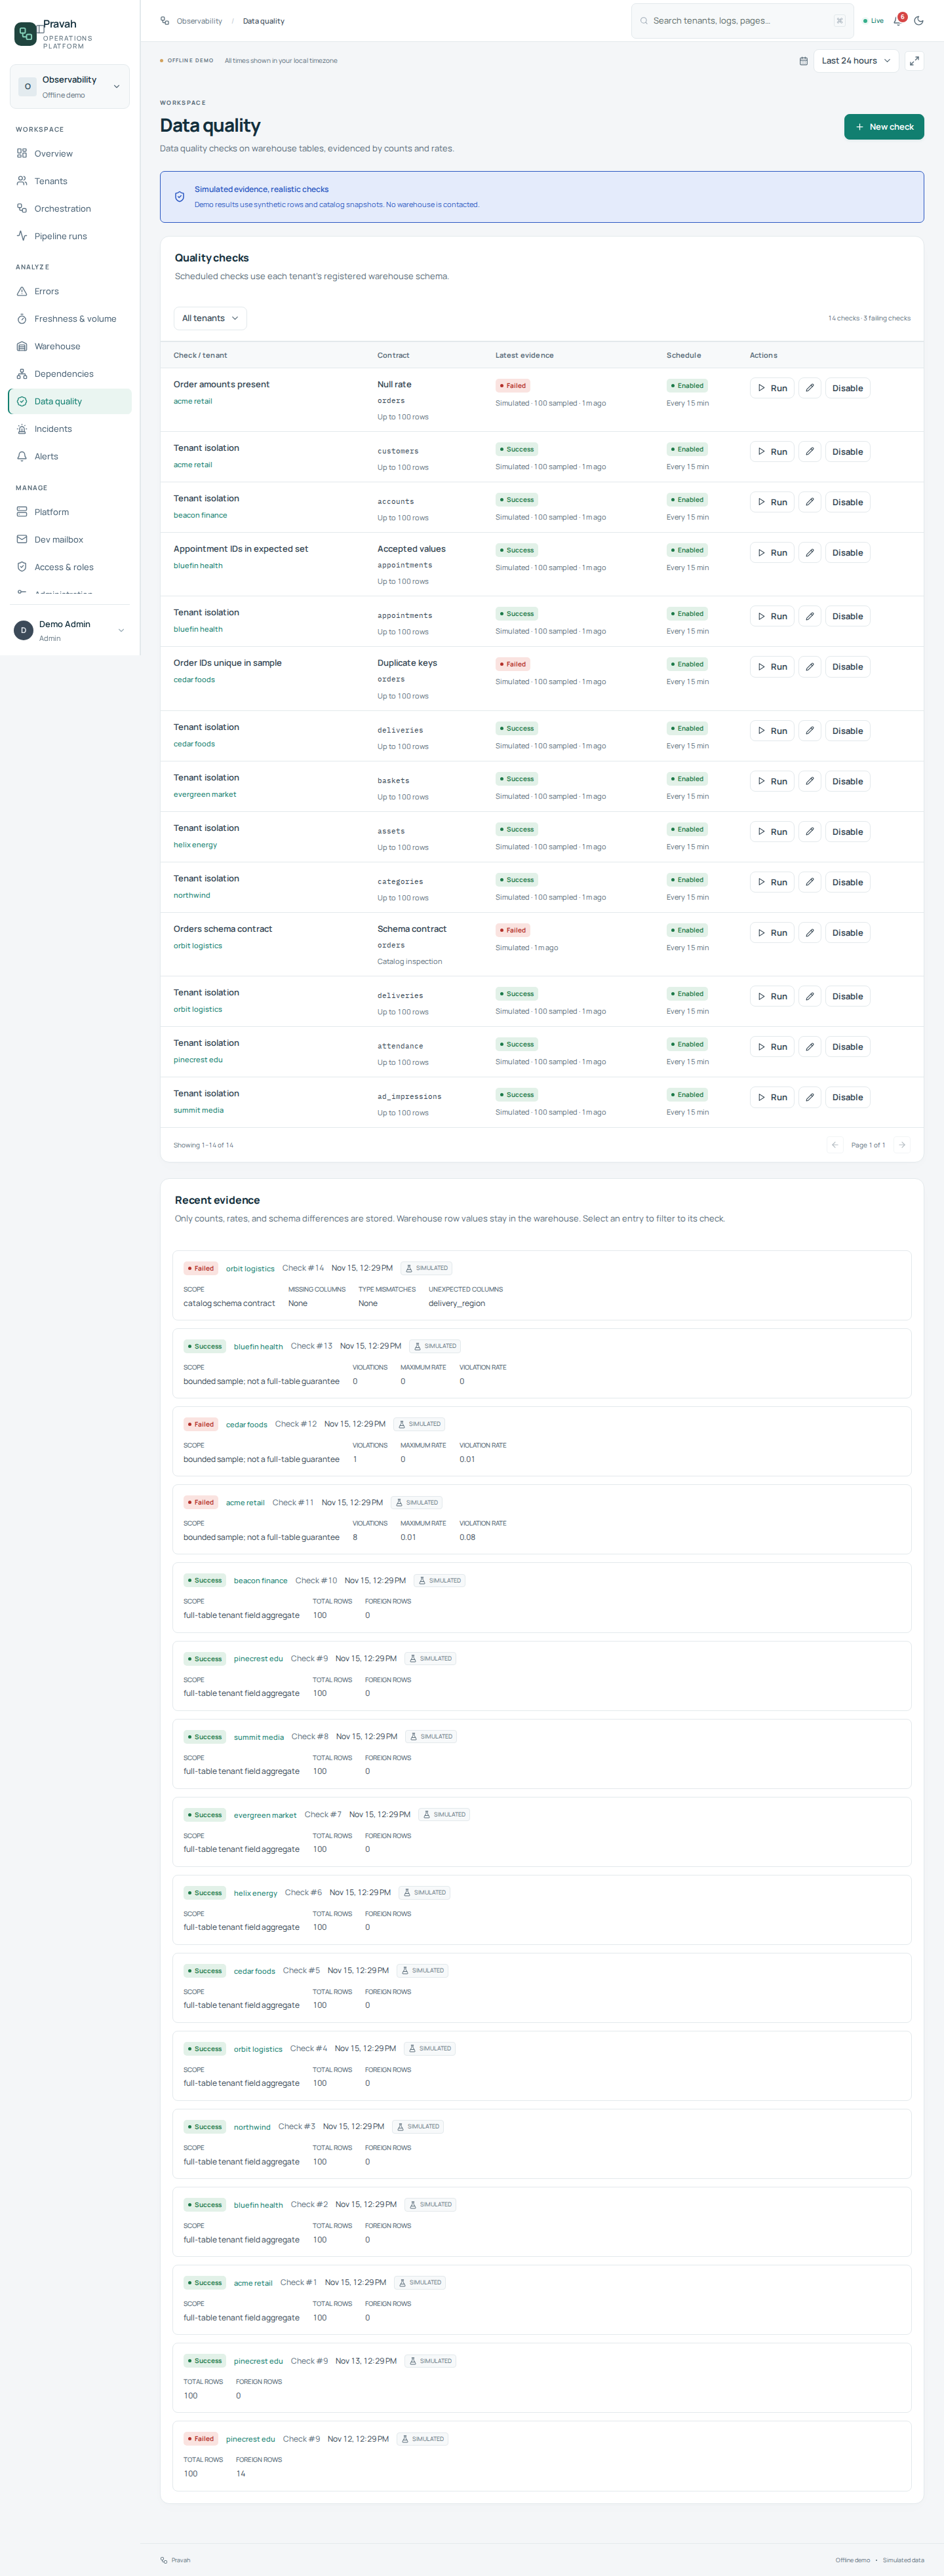 Pravah
OPERATIONS PLATFORM
O
Observability
Offline demo
WORKSPACE
Overview
Tenants
Orchestration
Pipeline runs
ANALYZE
Errors
Freshness & volume
Warehouse
Dependencies
Data quality
Incidents
Alerts
MANAGE
Platform
Dev mailbox
Access & roles
Administration
D
Demo Admin
Admin
Observability / Data quality
Search tenants, logs, pages...
⌘
Live
6
OFFLINE DEMO All times shown in your local timezone
Last 24 hours
WORKSPACE
Data quality
Data quality checks on warehouse tables, evidenced by counts and rates.
New check
Simulated evidence, realistic checks
Demo results use synthetic rows and catalog snapshots. No warehouse is contacted.
Quality checks
Scheduled checks use each tenant's registered warehouse schema.
All tenants
14 checks · 3 failing checks
Check / tenant Contract Latest evidence Schedule Actions
Order amounts present Null rate Failed Enabled Run Disable
acme retail orders Simulated · 100 sampled · 1m ago Every 15 min
Up to 100 rows
Tenant isolation customers Success Enabled Run Disable
acme retail Up to 100 rows Simulated · 100 sampled · 1m ago Every 15 min
Tenant isolation accounts Success Enabled Run Disable
beacon finance Up to 100 rows Simulated · 100 sampled · 1m ago Every 15 min
Appointment IDs in expected set Accepted values Success Enabled Run Disable
bluefin health appointments Simulated · 100 sampled · 1m ago Every 15 min
Up to 100 rows
Tenant isolation appointments Success Enabled Run Disable
bluefin health Up to 100 rows Simulated · 100 sampled · 1m ago Every 15 min
Order IDs unique in sample Duplicate keys Failed Enabled Run Disable
cedar foods orders Simulated · 100 sampled · 1m ago Every 15 min
Up to 100 rows
Tenant isolation deliveries Success Enabled Run Disable
cedar foods Up to 100 rows Simulated · 100 sampled · 1m ago Every 15 min
Tenant isolation baskets Success Enabled Run Disable
evergreen market Up to 100 rows Simulated · 100 sampled · 1m ago Every 15 min
Tenant isolation assets Success Enabled Run Disable
helix energy Up to 100 rows Simulated · 100 sampled · 1m ago Every 15 min
Tenant isolation categories Success Enabled Run Disable
northwind Up to 100 rows Simulated · 100 sampled · 1m ago Every 15 min
Orders schema contract Schema contract Failed Enabled Run Disable
orbit logistics orders Simulated · 1m ago Every 15 min
Catalog inspection
Tenant isolation deliveries Success Enabled Run Disable
orbit logistics Up to 100 rows Simulated · 100 sampled · 1m ago Every 15 min
Tenant isolation attendance Success Enabled Run Disable
pinecrest edu Up to 100 rows Simulated · 100 sampled · 1m ago Every 15 min
Tenant isolation ad_impressions Success Enabled Run Disable
summit media Up to 100 rows Simulated · 100 sampled · 1m ago Every 15 min
Showing 1–14 of 14
Page 1 of 1
Recent evidence
Only counts, rates, and schema differences are stored. Warehouse row values stay in the warehouse. Select an entry to filter to its check.
Failed orbit logistics Check #14 Nov 15, 12:29 PM SIMULATED
SCOPE MISSING COLUMNS TYPE MISMATCHES UNEXPECTED COLUMNS
catalog schema contract None None delivery_region
Success bluefin health Check #13 Nov 15, 12:29 PM SIMULATED
SCOPE VIOLATIONS MAXIMUM RATE VIOLATION RATE
bounded sample; not a full-table guarantee 0 0 0
Failed cedar foods Check #12 Nov 15, 12:29 PM SIMULATED
SCOPE VIOLATIONS MAXIMUM RATE VIOLATION RATE
bounded sample; not a full-table guarantee 1 0 0.01
Failed acme retail Check #11 Nov 15, 12:29 PM SIMULATED
SCOPE VIOLATIONS MAXIMUM RATE VIOLATION RATE
bounded sample; not a full-table guarantee 8 0.01 0.08
Success beacon finance Check #10 Nov 15, 12:29 PM SIMULATED
SCOPE TOTAL ROWS FOREIGN ROWS
full-table tenant field aggregate 100 0
Success pinecrest edu Check #9 Nov 15, 12:29 PM SIMULATED
SCOPE TOTAL ROWS FOREIGN ROWS
full-table tenant field aggregate 100 0
Success summit media Check #8 Nov 15, 12:29 PM SIMULATED
SCOPE TOTAL ROWS FOREIGN ROWS
full-table tenant field aggregate 100 0
Success evergreen market Check #7 Nov 15, 12:29 PM SIMULATED
SCOPE TOTAL ROWS FOREIGN ROWS
full-table tenant field aggregate 100 0
Success helix energy Check #6 Nov 15, 12:29 PM SIMULATED
SCOPE TOTAL ROWS FOREIGN ROWS
full-table tenant field aggregate 100 0
Success cedar foods Check #5 Nov 15, 12:29 PM SIMULATED
SCOPE TOTAL ROWS FOREIGN ROWS
full-table tenant field aggregate 100 0
Success orbit logistics Check #4 Nov 15, 12:29 PM SIMULATED
SCOPE TOTAL ROWS FOREIGN ROWS
full-table tenant field aggregate 100 0
Success northwind Check #3 Nov 15, 12:29 PM SIMULATED
SCOPE TOTAL ROWS FOREIGN ROWS
full-table tenant field aggregate 100 0
Success bluefin health Check #2 Nov 15, 12:29 PM SIMULATED
SCOPE TOTAL ROWS FOREIGN ROWS
full-table tenant field aggregate 100 0
Success acme retail Check #1 Nov 15, 12:29 PM SIMULATED
SCOPE TOTAL ROWS FOREIGN ROWS
full-table tenant field aggregate 100 0
Success pinecrest edu Check #9 Nov 13, 12:29 PM SIMULATED
TOTAL ROWS FOREIGN ROWS
100 0
Failed pinecrest edu Check #9 Nov 12, 12:29 PM SIMULATED
TOTAL ROWS FOREIGN ROWS
100 14
Pravah
Offline demo • Simulated data